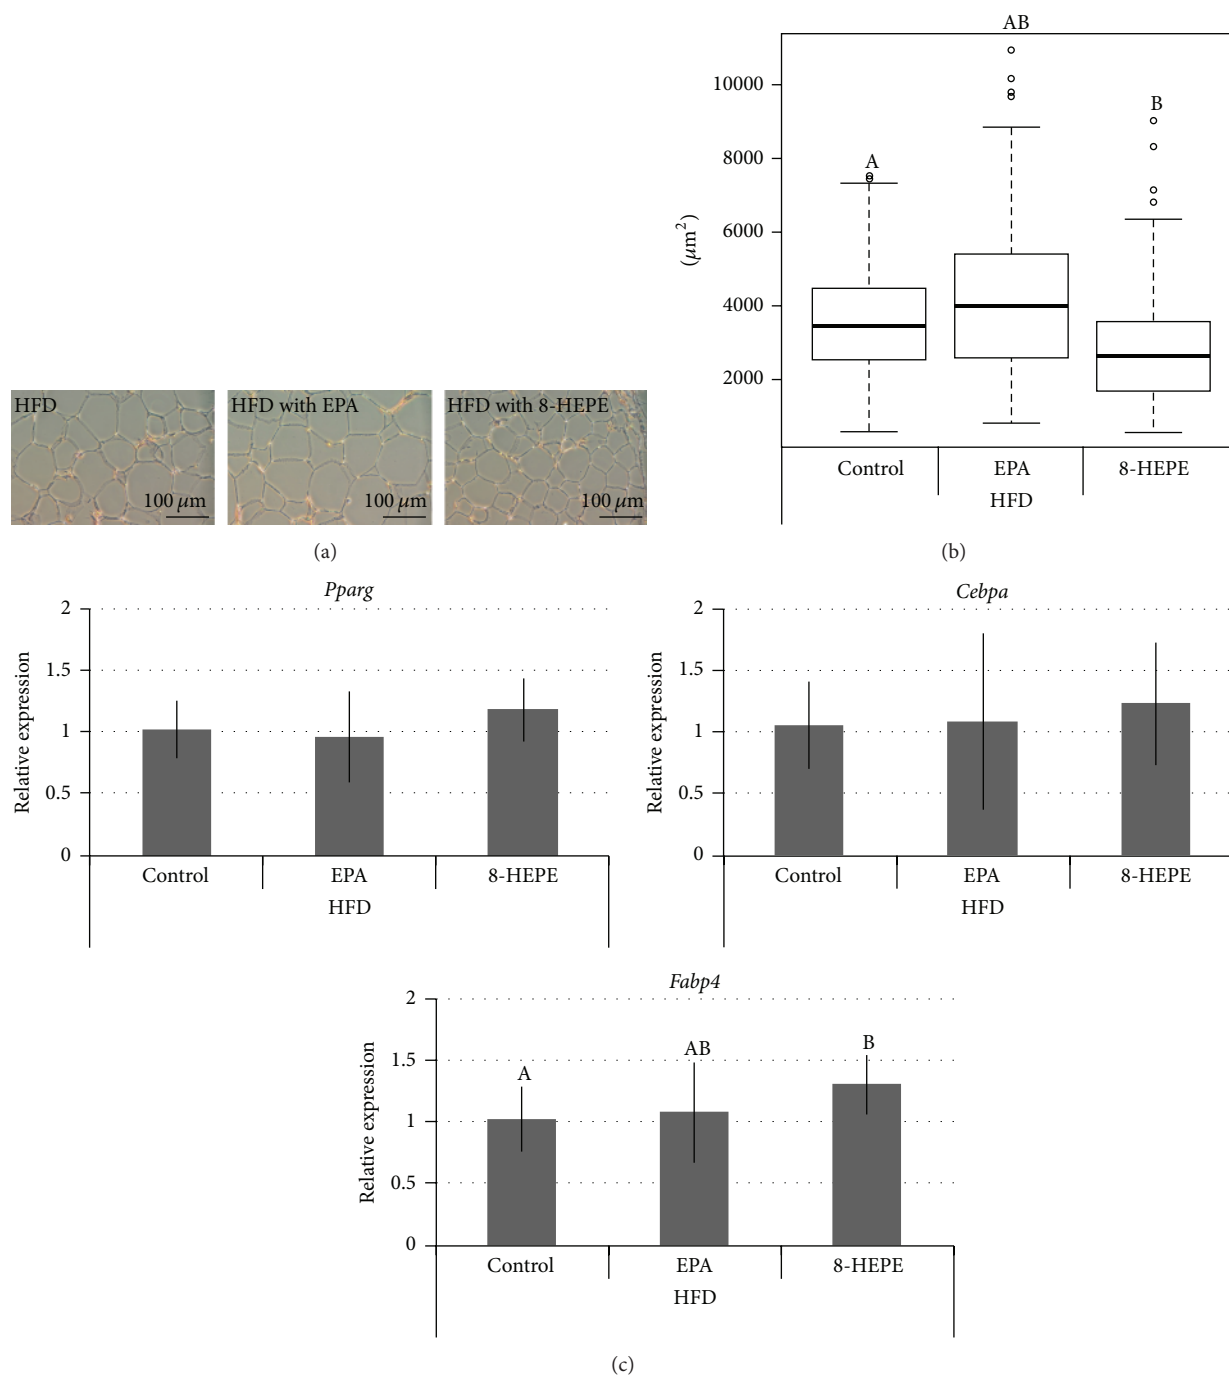 HFD
100 μm
HFD with EPA
100 μm
HFD with 8-HEPE
100 μm
(a)
(μm²)
10000
8000
6000
4000
2000
A
AB
B
Control
EPA
8-HEPE
HFD
(b)
Pparg
Relative expression
2
1.5
1
0.5
0
Control
EPA
8-HEPE
HFD
Cebpa
Relative expression
2
1.5
1
0.5
0
Control
EPA
8-HEPE
HFD
Fabp4
Relative expression
2
1.5
1
0.5
0
A
AB
B
Control
EPA
8-HEPE
HFD
(c)